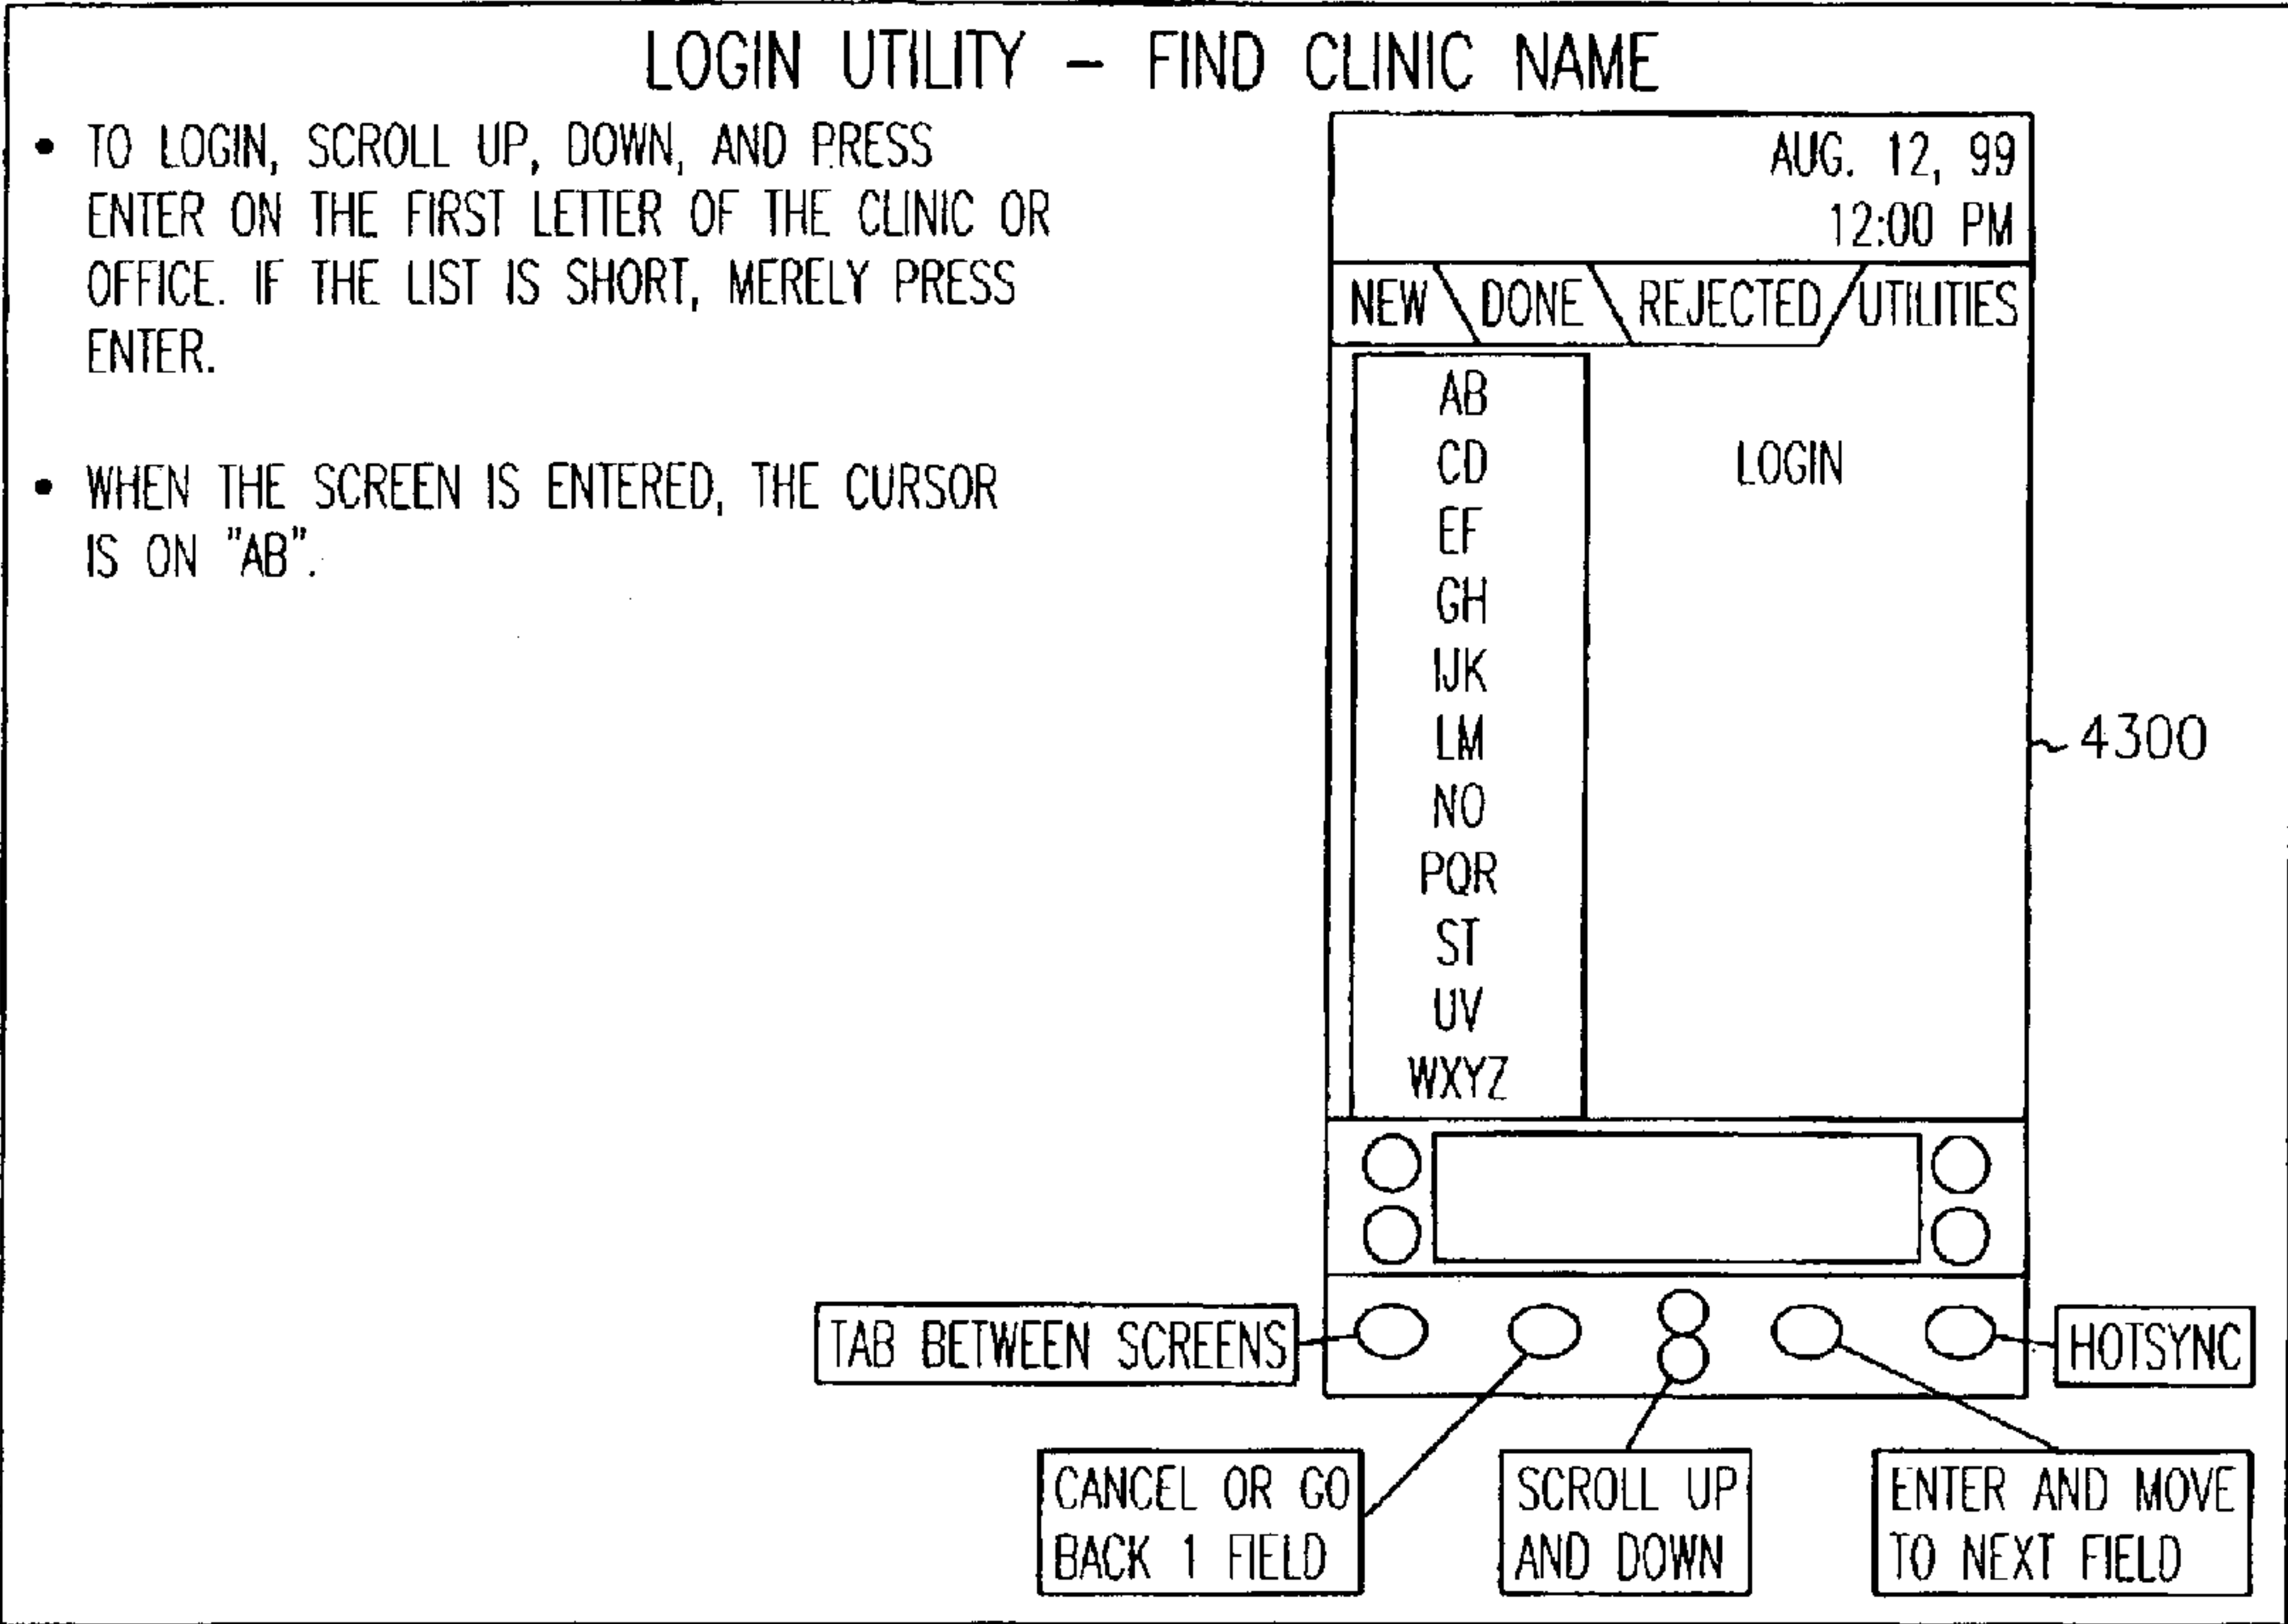 LOGIN UTILITY – FIND CLINIC NAME
• TO LOGIN, SCROLL UP, DOWN, AND PRESS
ENTER ON THE FIRST LETTER OF THE CLINIC OR
OFFICE. IF THE LIST IS SHORT, MERELY PRESS
ENTER.
• WHEN THE SCREEN IS ENTERED, THE CURSOR
IS ON "AB".
AUG. 12, 99
12:00 PM
NEW DONE REJECTED UTILITIES
AB
CD
EF
GH
IJK
LM
NO
PQR
ST
UV
WXYZ
LOGIN
4300
TAB BETWEEN SCREENS
HOTSYNC
CANCEL OR GO
BACK 1 FIELD
SCROLL UP
AND DOWN
ENTER AND MOVE
TO NEXT FIELD